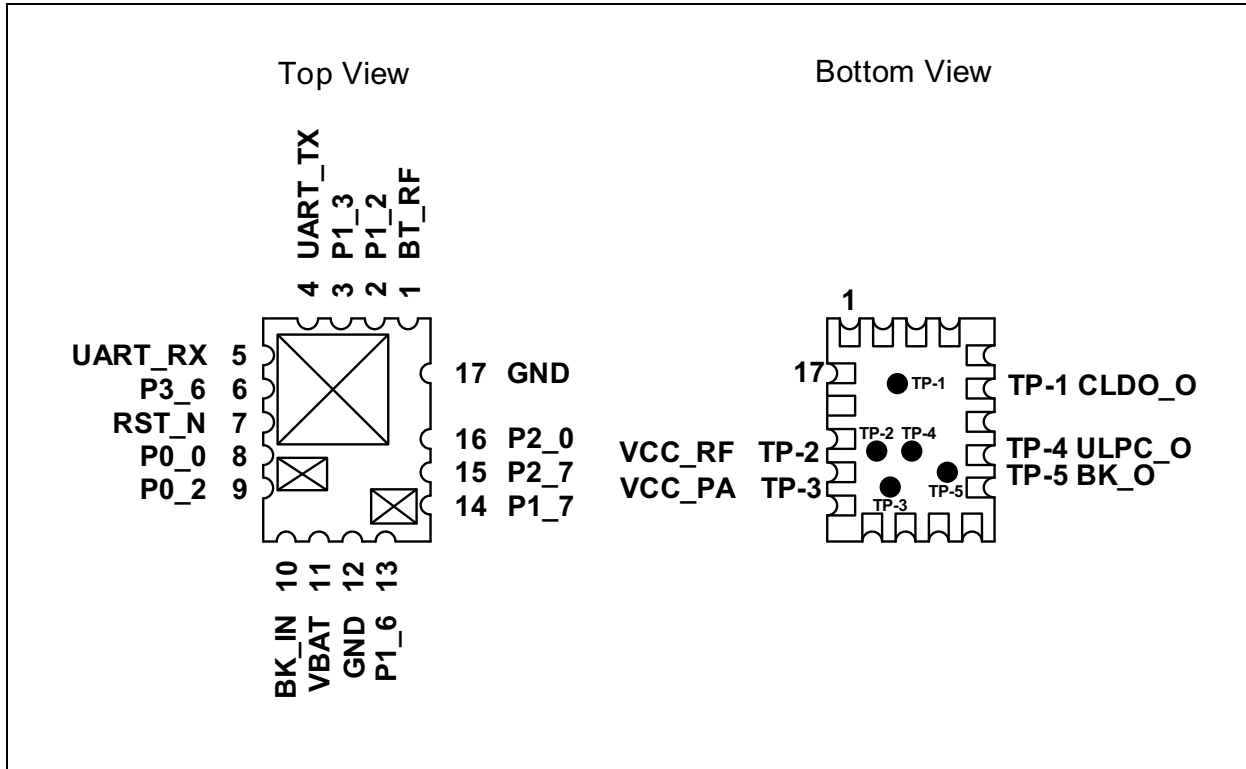 Top View
Bottom View
UART_TX
P1_3
P1_2
BT_RF
4
3
2
1
UART_RX 5
P3_6 6
RST_N 7
P0_0 8
P0_2 9
17 GND
16 P2_0
15 P2_7
14 P1_7
10
11
12
13
BK_IN
VBAT
GND
P1_6
1
17
TP-1
TP-2
TP-4
TP-5
TP-3
VCC_RF TP-2
VCC_PA TP-3
TP-1 CLDO_O
TP-4 ULPC_O
TP-5 BK_O